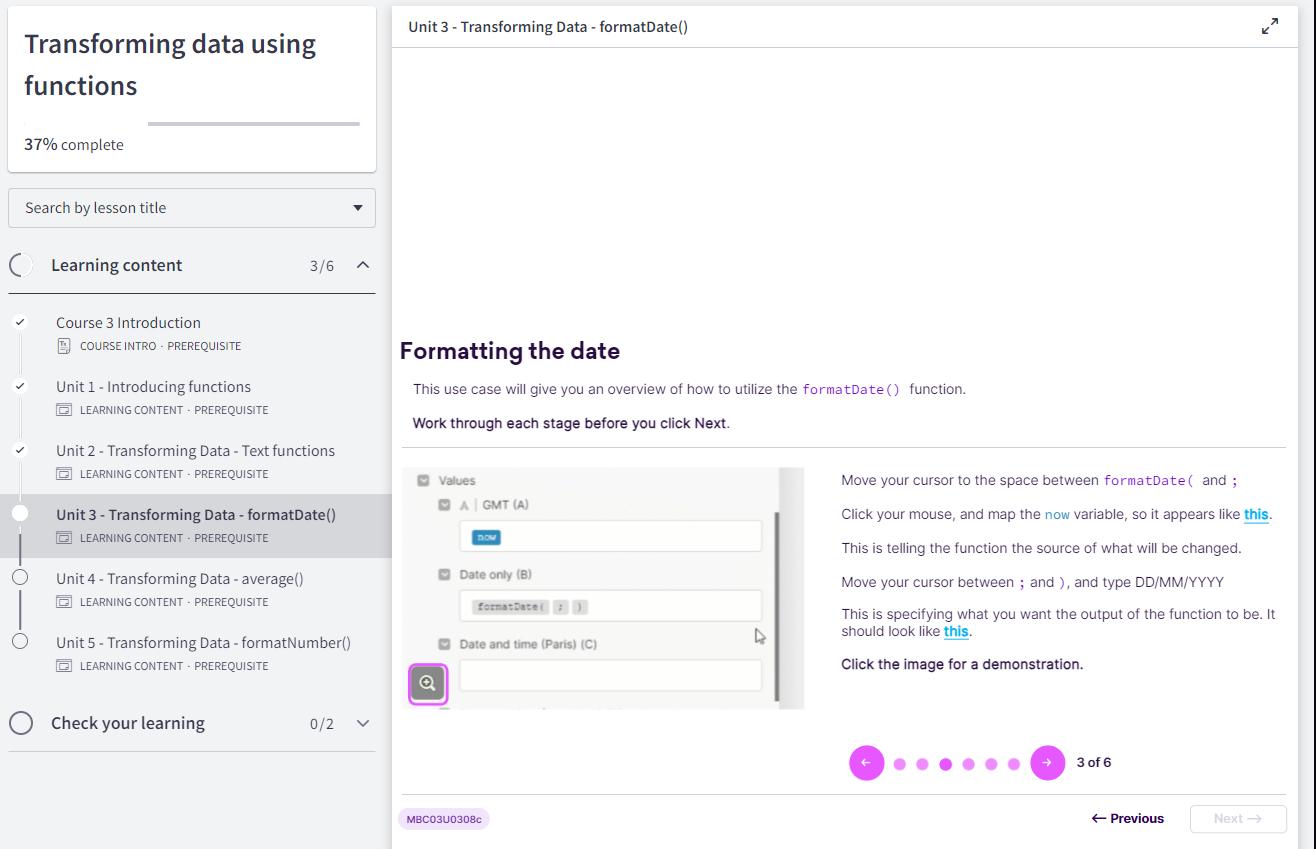 Transforming data using
functions
37% complete
Search by lesson title
Learning content 3/6
Course 3 Introduction
COURSE INTRO · PREREQUISITE
Unit 1 - Introducing functions
LEARNING CONTENT · PREREQUISITE
Unit 2 - Transforming Data - Text functions
LEARNING CONTENT · PREREQUISITE
Unit 3 - Transforming Data - formatDate()
LEARNING CONTENT · PREREQUISITE
Unit 4 - Transforming Data - average()
LEARNING CONTENT · PREREQUISITE
Unit 5 - Transforming Data - formatNumber()
LEARNING CONTENT · PREREQUISITE
Check your learning 0/2
Unit 3 - Transforming Data - formatDate()
Formatting the date
This use case will give you an overview of how to utilize the formatDate() function.
Work through each stage before you click Next.
Values
A | GMT (A)
now
Date only (B)
formatDate( ; )
Date and time (Paris) (C)
Move your cursor to the space between formatDate( and ;
Click your mouse, and map the now variable, so it appears like this.
This is telling the function the source of what will be changed.
Move your cursor between ; and ), and type DD/MM/YYYY
This is specifying what you want the output of the function to be. It
should look like this.
Click the image for a demonstration.
← → 3 of 6
MBC03U0308c
← Previous Next →